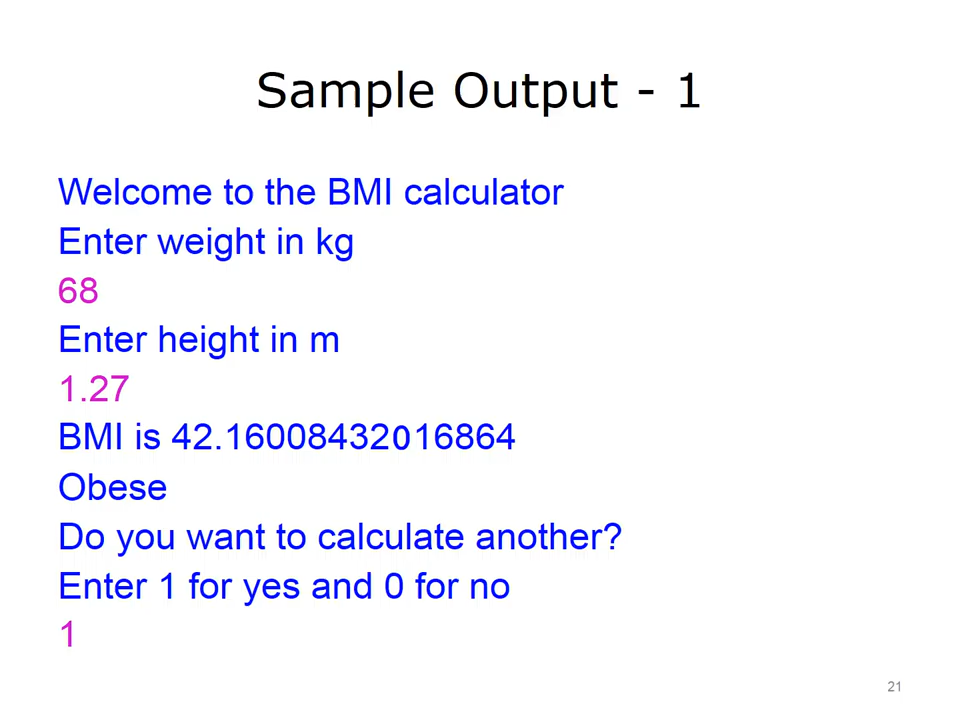 Sample Output - 1
Welcome to the BMI calculator
Enter weight in kg
68
Enter height in m
1.27
BMI is 42.16008432016864
Obese
Do you want to calculate another?
Enter 1 for yes and 0 for no
1
21